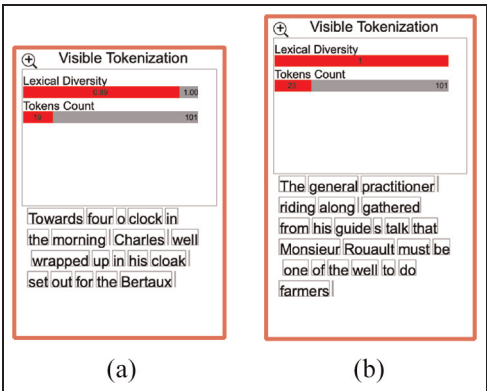 Visible Tokenization
Lexical Diversity
0.89 1.00
Tokens Count
19 101
Towards four o clock in
the morning Charles well
wrapped up in his cloak
set out for the Bertaux
(a)
Visible Tokenization
Lexical Diversity
1
Tokens Count
23 101
The general practitioner
riding along gathered
from his guide s talk that
Monsieur Rouault must be
one of the well to do
farmers
(b)